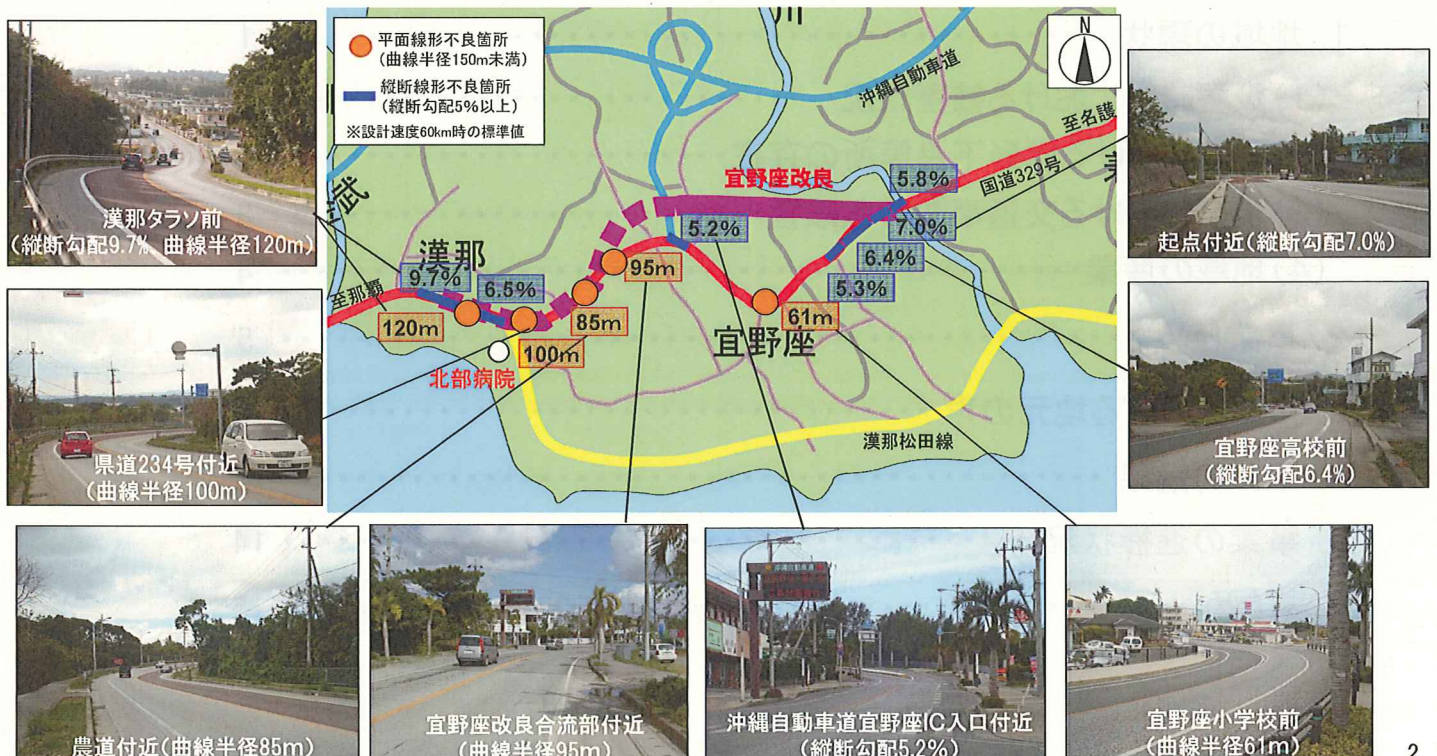 漢那タラソ前
(縦断勾配9.7%、曲線半径120m)
県道234号付近
(曲線半径100m)
農道付近(曲線半径85m)
宜野座改良合流部付近
(曲線半径95m)
沖縄自動車道宜野座IC入口付近
(縦断勾配5.2%)
宜野座小学校前
(曲線半径61m)
宜野座高校前
(縦断勾配6.4%)
起点付近(縦断勾配7.0%)
平面線形不良箇所
(曲線半径150m未満)
縦断線形不良箇所
(縦断勾配5%以上)
※設計速度60km時の標準値
川
N
沖縄自動車道
至名護
国道329号
宜野座改良
5.8%
7.0%
6.4%
5.3%
5.2%
61m
95m
85m
100m
120m
9.7%
6.5%
漢那
至那覇
武
北部病院
宜野座
漢那松田線
2